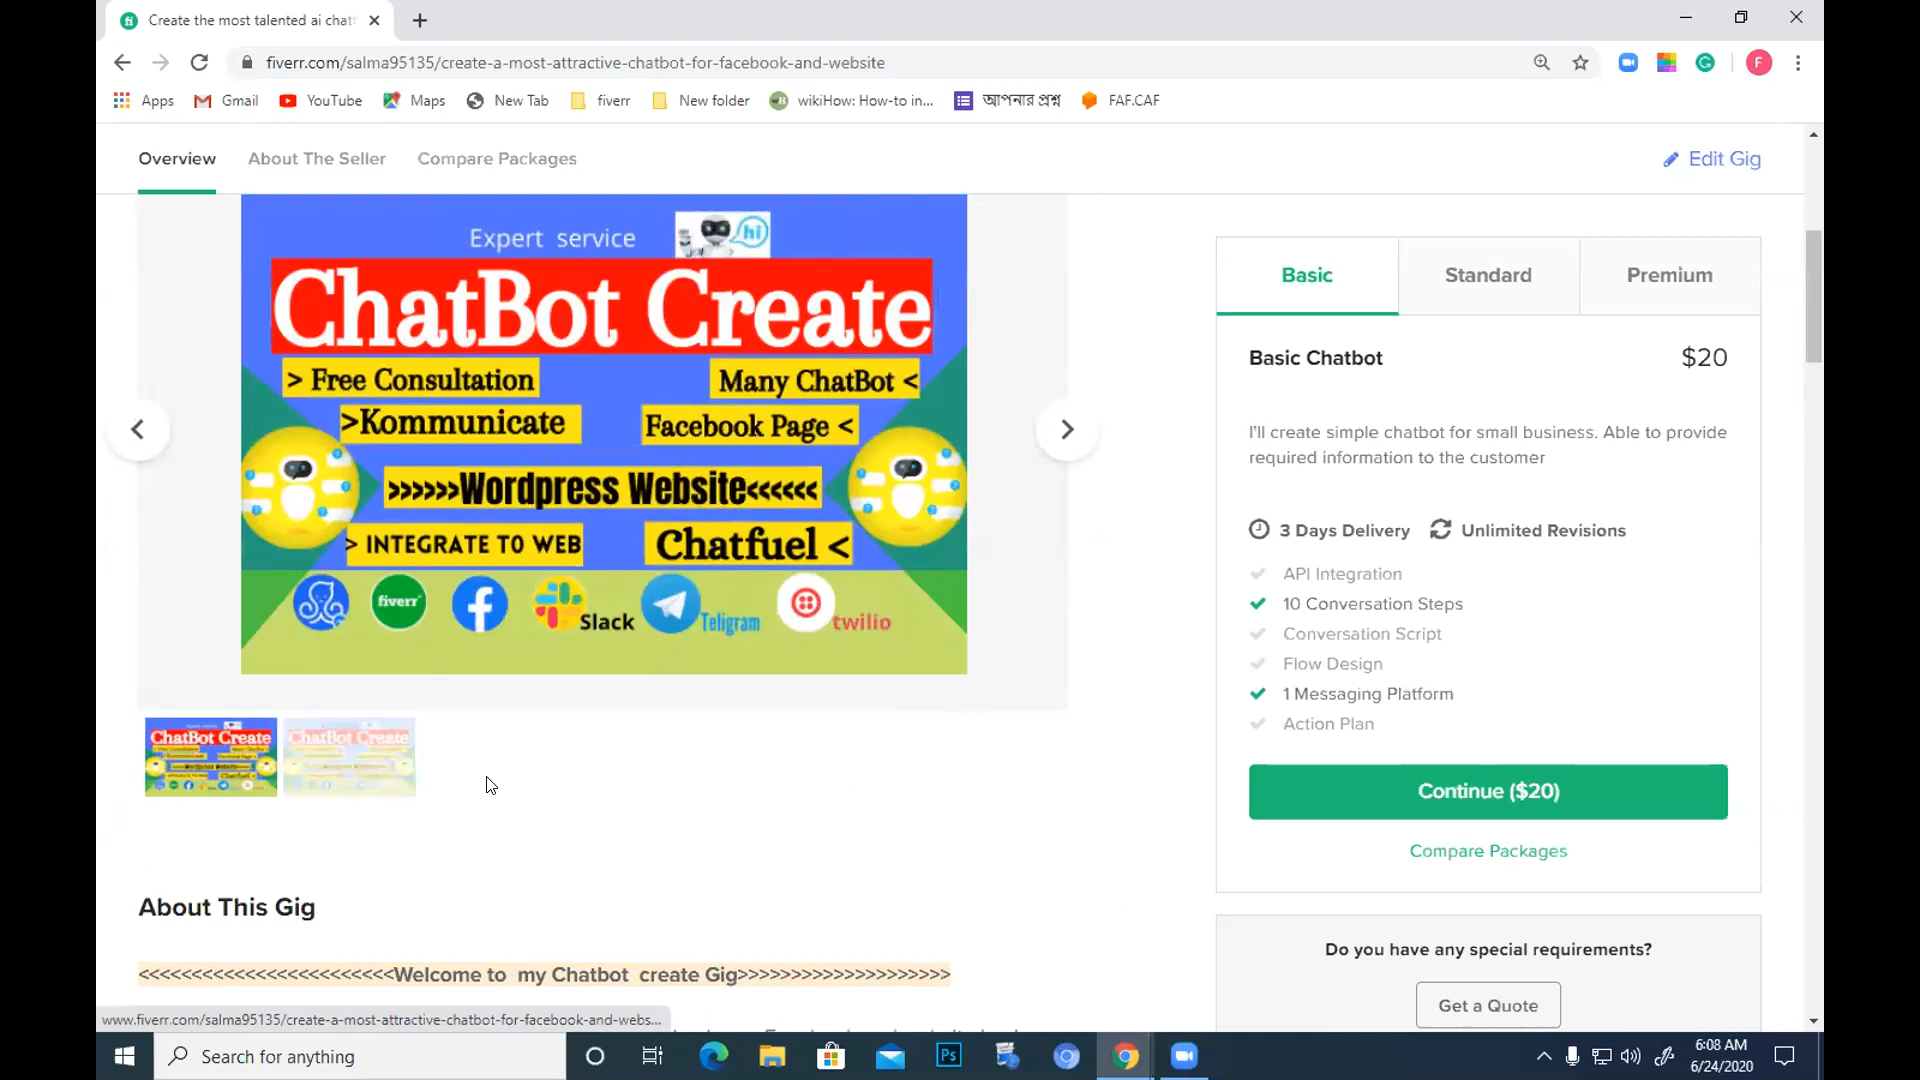 Create the most talented ai chat
fiverr.com/salma95135/create-a-most-attractive-chatbot-for-facebook-and-website
F
Apps Gmail YouTube Maps New Tab fiverr New folder wikiHow: How-to in... আপনার প্রশ্ন FAF.CAF
Overview About The Seller Compare Packages Edit Gig
Expert service
hi
ChatBot Create
> Free Consultation Many ChatBot <
>Kommunicate Facebook Page <
>>>>>>Wordpress Website<<<<<<
> INTEGRATE TO WEB Chatfuel <
fiverr Slack Teligram twilio
ChatBot Create ChatBot Create
Basic Standard Premium
Basic Chatbot $20
I'll create simple chatbot for small business. Able to provide
required information to the customer
3 Days Delivery Unlimited Revisions
API Integration
10 Conversation Steps
Conversation Script
Flow Design
1 Messaging Platform
Action Plan
Continue ($20)
Compare Packages
Do you have any special requirements?
Get a Quote
About This Gig
<<<<<<<<<<<<<<<<<<<<<<<<Welcome to my Chatbot create Gig>>>>>>>>>>>>>>>>>>>>
www.fiverr.com/salma95135/create-a-most-attractive-chatbot-for-facebook-and-webs...
Search for anything
Ps
6:08 AM
6/24/2020